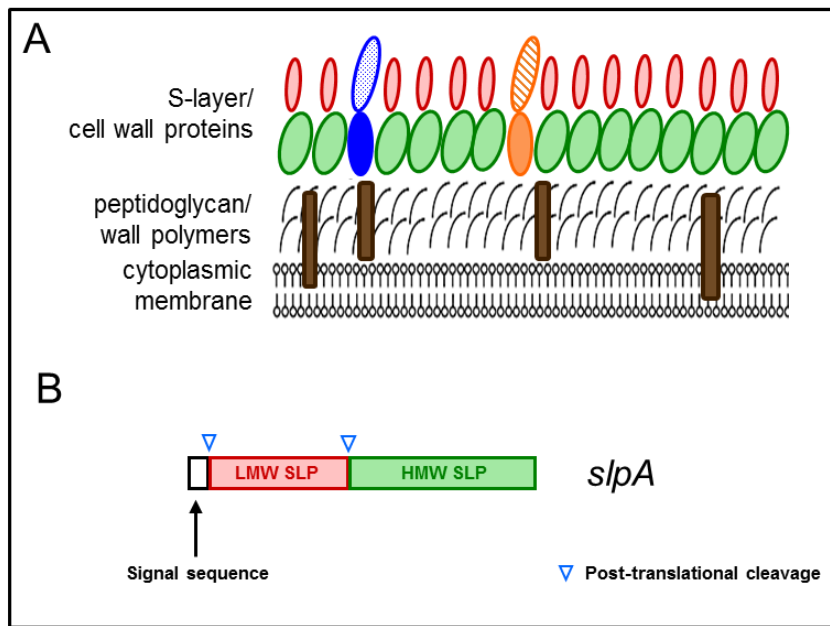 A
S-layer/
cell wall proteins
peptidoglycan/
wall polymers
cytoplasmic
membrane
B
LMW SLP
HMW SLP
slpA
Signal sequence
Post-translational cleavage